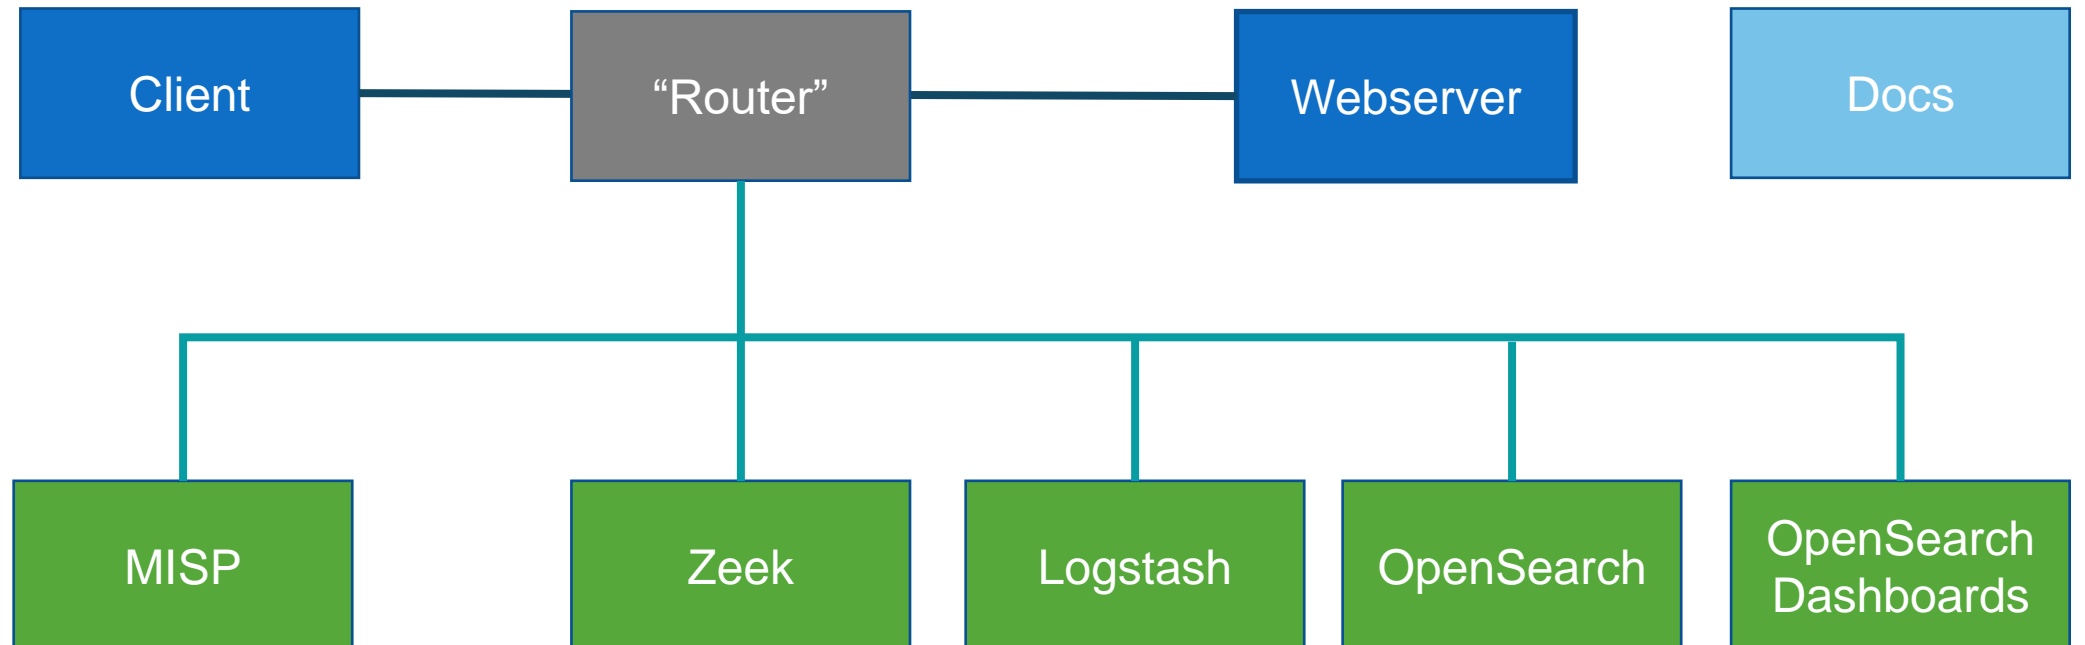 Client
“Router”
Webserver
Docs
MISP
Zeek
Logstash
OpenSearch
OpenSearch
Dashboards